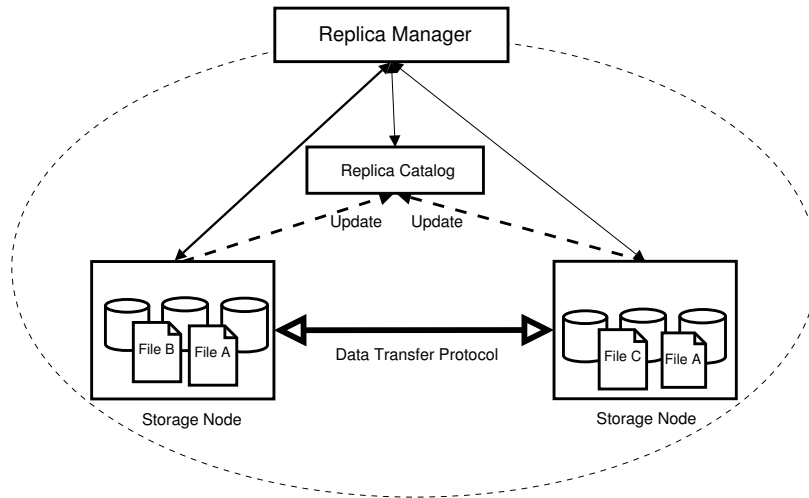 Replica Manager
Replica Catalog
Update
Update
File B
File A
File C
File A
Data Transfer Protocol
Storage Node
Storage Node